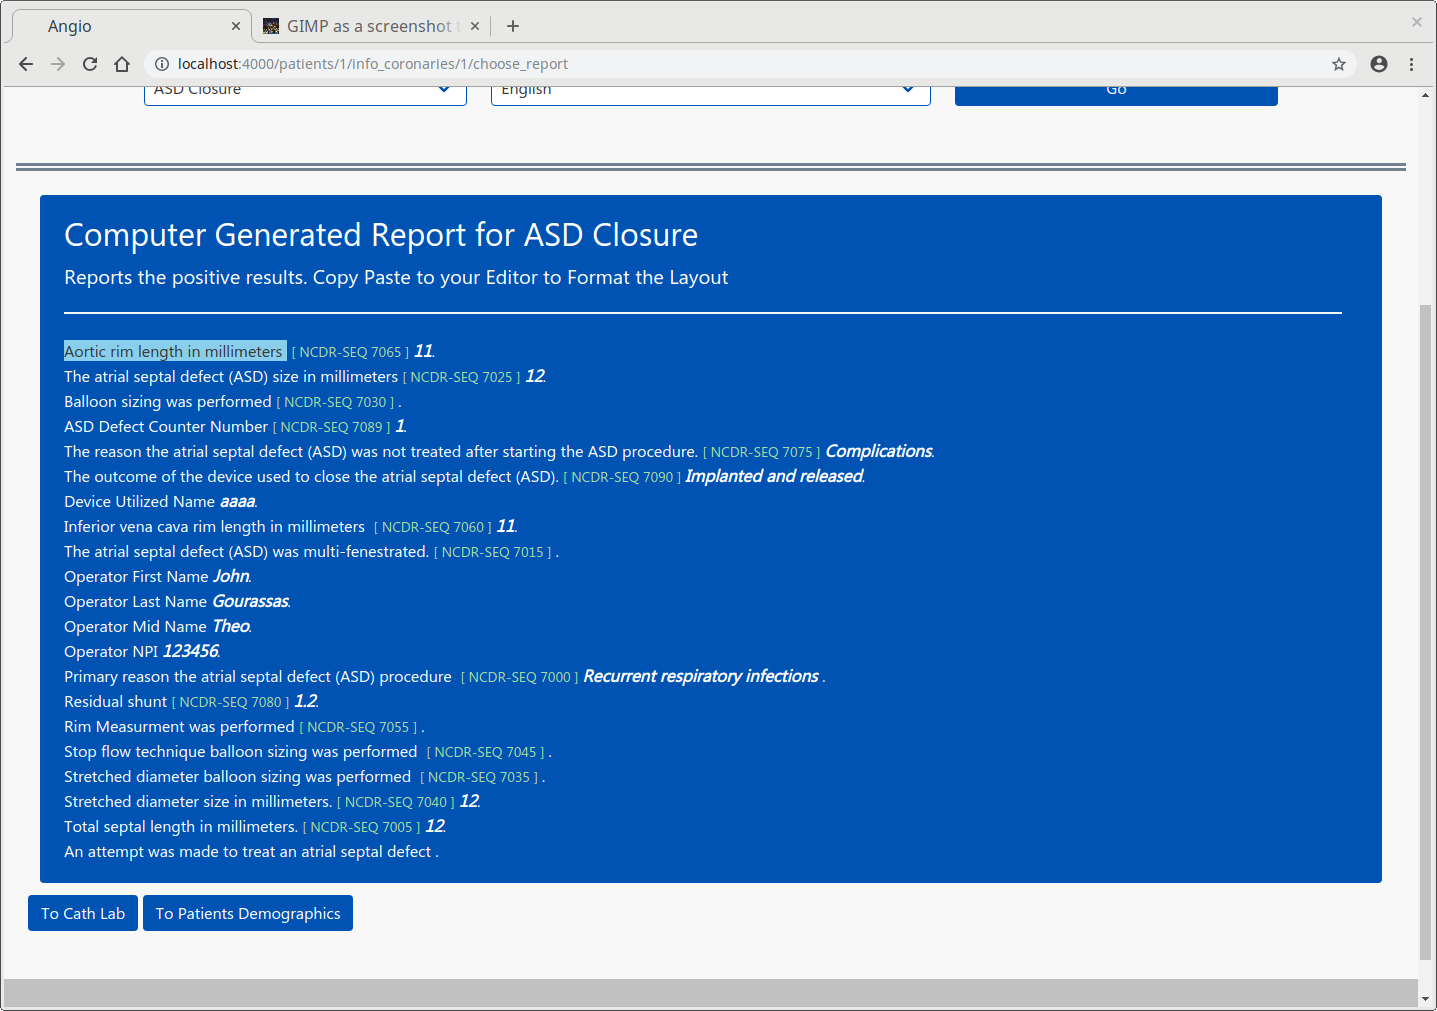 Angio
GIMP as a screenshot
localhost:4000/patients/1/info_coronaries/1/choose_report
ASD Closure
English
Go
Computer Generated Report for ASD Closure
Reports the positive results. Copy Paste to your Editor to Format the Layout
Aortic rim length in millimeters [ NCDR-SEQ 7065 ] 11.
The atrial septal defect (ASD) size in millimeters [ NCDR-SEQ 7025 ] 12.
Balloon sizing was performed [ NCDR-SEQ 7030 ] .
ASD Defect Counter Number [ NCDR-SEQ 7089 ] 1.
The reason the atrial septal defect (ASD) was not treated after starting the ASD procedure. [ NCDR-SEQ 7075 ] Complications.
The outcome of the device used to close the atrial septal defect (ASD). [ NCDR-SEQ 7090 ] Implanted and released.
Device Utilized Name aaaa.
Inferior vena cava rim length in millimeters [ NCDR-SEQ 7060 ] 11.
The atrial septal defect (ASD) was multi-fenestrated. [ NCDR-SEQ 7015 ] .
Operator First Name John.
Operator Last Name Gourassas.
Operator Mid Name Theo.
Operator NPI 123456.
Primary reason the atrial septal defect (ASD) procedure [ NCDR-SEQ 7000 ] Recurrent respiratory infections .
Residual shunt [ NCDR-SEQ 7080 ] 1.2.
Rim Measurment was performed [ NCDR-SEQ 7055 ] .
Stop flow technique balloon sizing was performed [ NCDR-SEQ 7045 ] .
Stretched diameter balloon sizing was performed [ NCDR-SEQ 7035 ] .
Stretched diameter size in millimeters. [ NCDR-SEQ 7040 ] 12.
Total septal length in millimeters. [ NCDR-SEQ 7005 ] 12.
An attempt was made to treat an atrial septal defect .
To Cath Lab
To Patients Demographics